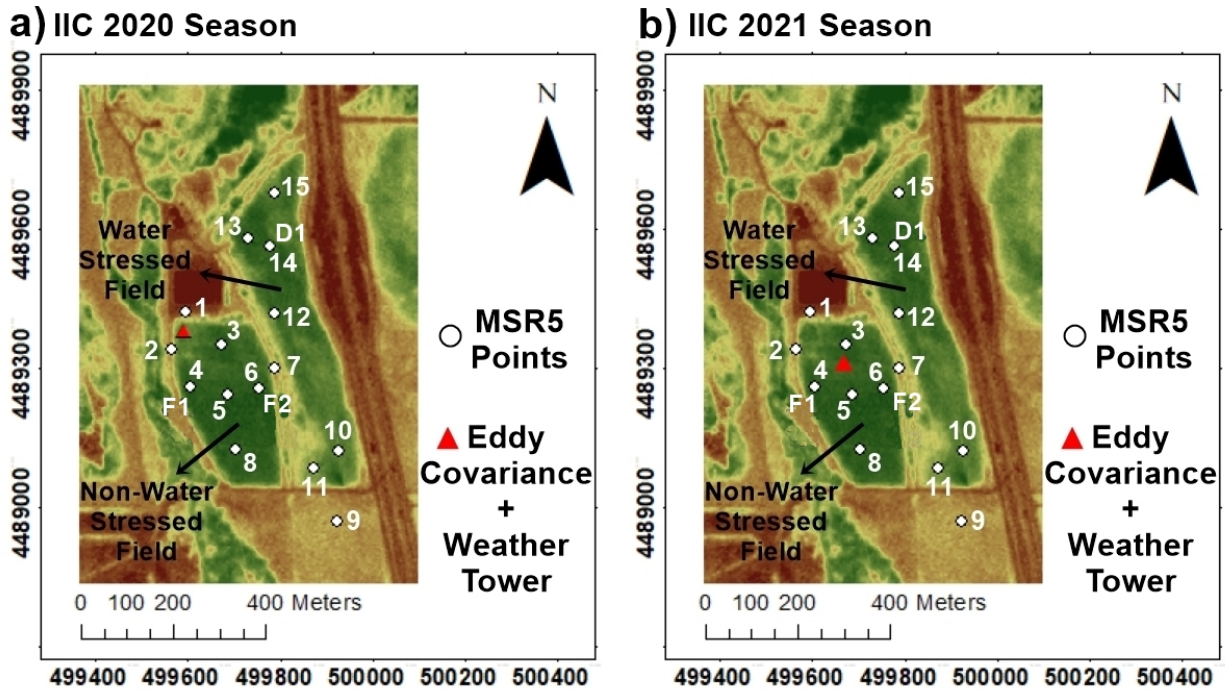 a) IIC 2020 Season
4489900
4489600
4489300
4489000
N
15
13
D1
14
Water
Stressed
Field
1
12
3
2
7
4
6
F1
5
F2
10
8
11
Non-Water
Stressed
Field
9
MSR5
Points
Eddy
Covariance
+
Weather
Tower
0 100 200 400 Meters
499400 499600 499800 500000 500200 500400
b) IIC 2021 Season
4489900
4489600
4489300
4489000
N
15
13
D1
14
Water
Stressed
Field
1
12
3
2
7
4
6
F1
5
F2
10
8
11
Non-Water
Stressed
Field
9
MSR5
Points
Eddy
Covariance
+
Weather
Tower
0 100 200 400 Meters
499400 499600 499800 500000 500200 500400